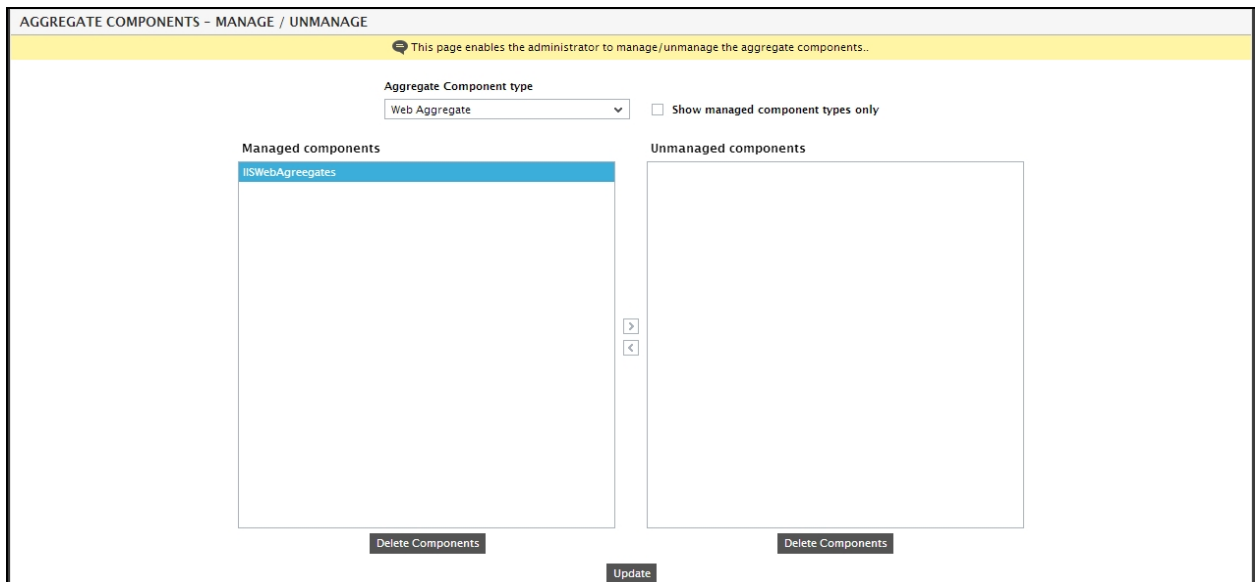 AGGREGATE COMPONENTS - MANAGE / UNMANAGE
This page enables the administrator to manage/unmanage the aggregate components..
Aggregate Component type
Web Aggregate
Show managed component types only
Managed components
Unmanaged components
IISWebAgreegates
>
<
Delete Components
Delete Components
Update